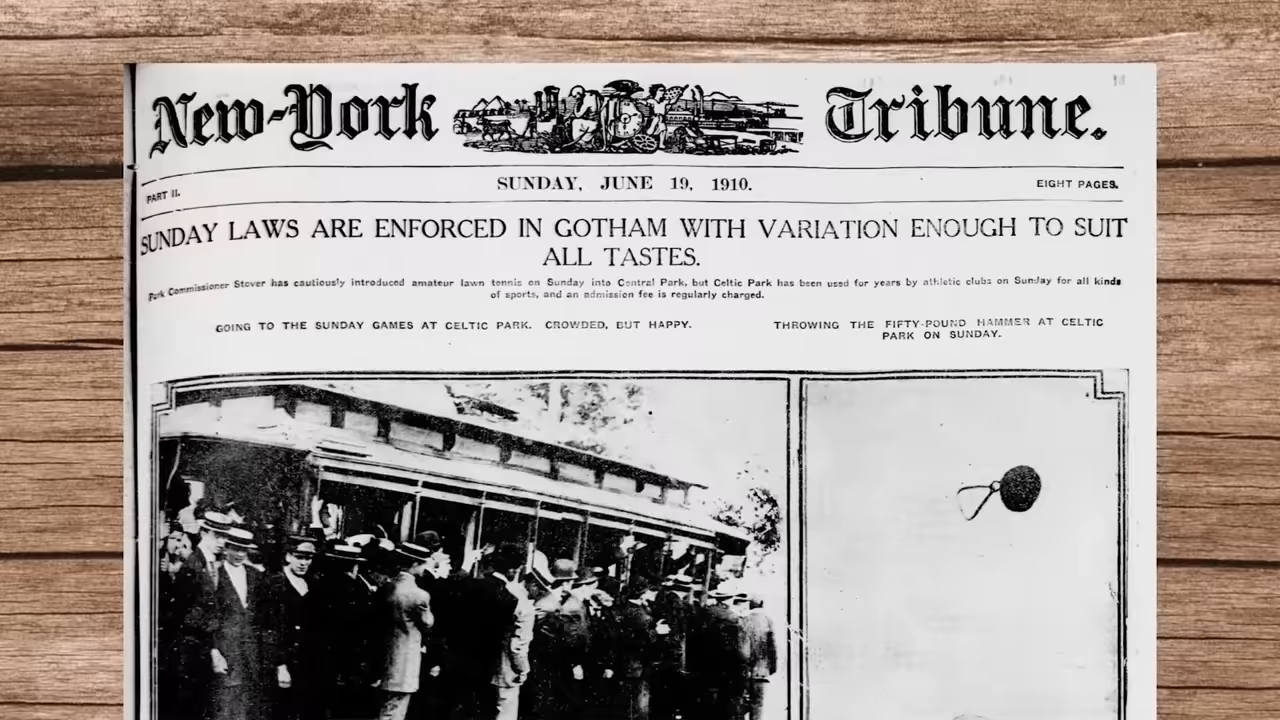 New-York Tribune.
PART II.
SUNDAY, JUNE 19, 1910.
EIGHT PAGES.
SUNDAY LAWS ARE ENFORCED IN GOTHAM WITH VARIATION ENOUGH TO SUIT
ALL TASTES.
Park Commissioner Stover has cautiously introduced amateur lawn tennis on Sunday into Central Park, but Celtic Park has been used for years by athletic clubs on Sunday for all kinds
of sports, and an admission fee is regularly charged.
GOING TO THE SUNDAY GAMES AT CELTIC PARK. CROWDED, BUT HAPPY.
THROWING THE FIFTY-POUND HAMMER AT CELTIC
PARK ON SUNDAY.